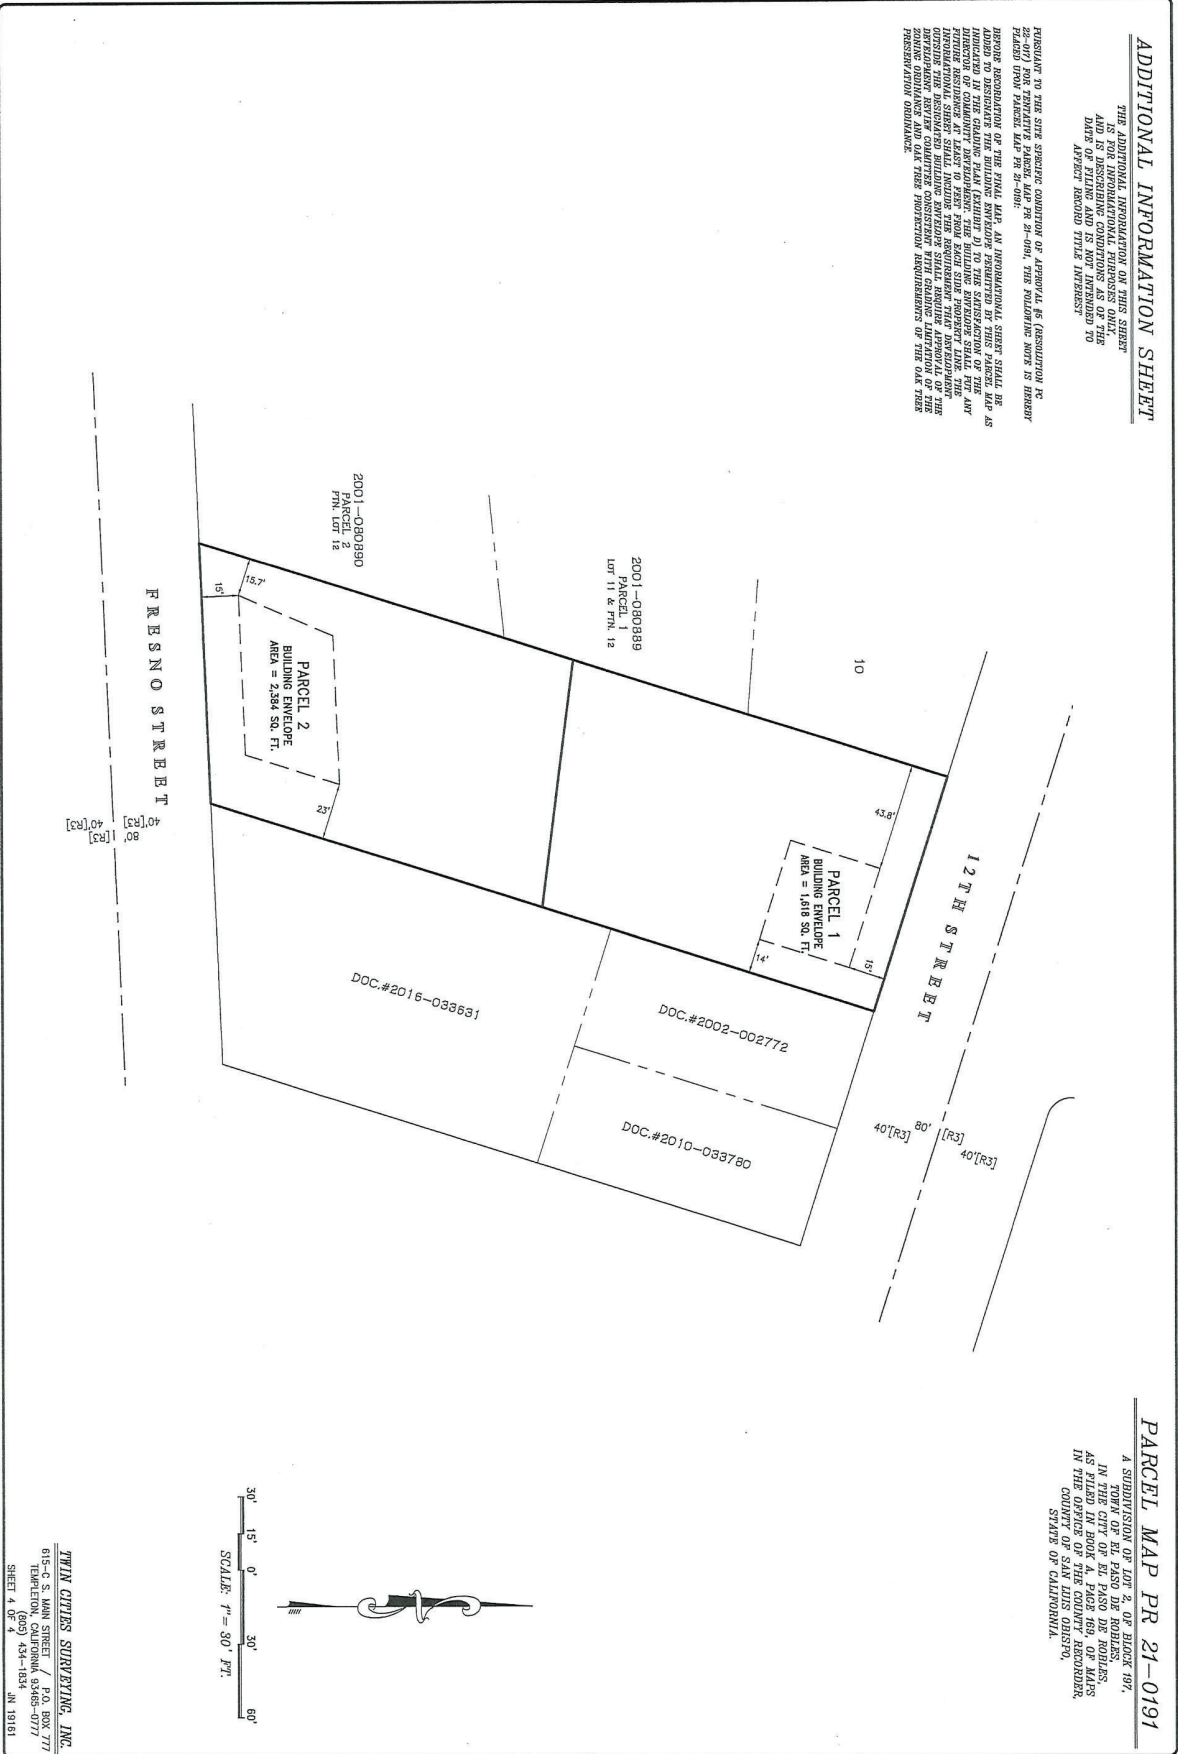 ADDITIONAL INFORMATION SHEET
THE ADDITIONAL INFORMATION ON THIS SHEET
IS FOR INFORMATIONAL PURPOSES ONLY,
AND IS DESCRIBING CONDITIONS AS OF THE
DATE OF FILING AND IS NOT INTENDED TO
AFFECT RECORD TITLE INTEREST
PURSUANT TO THE SITE SPECIFIC CONDITION OF APPROVAL #6 (RESOLUTION PC
22-017) FOR TENTATIVE PARCEL MAP PR 21-0191, THE FOLLOWING NOTE IS HEREBY
PLACED UPON PARCEL MAP PR 21-0191:
BEFORE RECORDATION OF THE FINAL MAP, AN INFORMATIONAL SHEET SHALL BE
ADDED TO DESIGNATE THE BUILDING ENVELOPE PERMITTED BY THIS PARCEL MAP AS
INDICATED IN THE GRADING PLAN (EXHIBIT D) TO THE SATISFACTION OF THE
DIRECTOR OF COMMUNITY DEVELOPMENT. THE BUILDING ENVELOPE SHALL PUT ANY
FUTURE RESIDENCE AT LEAST 10 FEET FROM EACH SIDE PROPERTY LINE. THE
INFORMATIONAL SHEET SHALL INCLUDE THE REQUIREMENT THAT DEVELOPMENT
OUTSIDE THE DESIGNATED BUILDING ENVELOPE SHALL REQUIRE APPROVAL OF THE
DEVELOPMENT REVIEW COMMITTEE CONSISTENT WITH GRADING LIMITATION OF THE
ZONING ORDINANCE AND OAK TREE PROTECTION REQUIREMENTS OF THE OAK TREE
PRESERVATION ORDINANCE.
PARCEL MAP PR 21-0191
A SUBDIVISION OF LOT 2, OF BLOCK 197,
TOWN OF EL PASO DE ROBLES,
IN THE CITY OF EL PASO DE ROBLES,
AS FILED IN BOOK A, PAGE 169, OF MAPS
IN THE OFFICE OF THE COUNTY RECORDER,
COUNTY OF SAN LUIS OBISPO,
STATE OF CALIFORNIA.
12TH STREET
40'[R3]
80'
[R3]
40'[R3]
10
43.8'
15'
PARCEL 1
BUILDING ENVELOPE
AREA = 1,618 SQ. FT.
14'
2001-080889
PARCEL 1
LOT 11 & PTN. 12
DOC.#2002-002772
DOC.#2010-033780
2001-080890
PARCEL 2
PTN. LOT 12
DOC.#2016-033631
15.7'
15'
PARCEL 2
BUILDING ENVELOPE
AREA = 2,384 SQ. FT.
23'
FRESNO STREET
40'[R3]
80'
[R3]
40'[R3]
30' 15' 0' 30' 60'
SCALE: 1" = 30' FT.
TWIN CITIES SURVEYING, INC.
615-C S. MAIN STREET / P.O. BOX 777
TEMPLETON, CALIFORNIA 93465-0777
(805) 434-1834
SHEET 4 OF 4 JN 19161